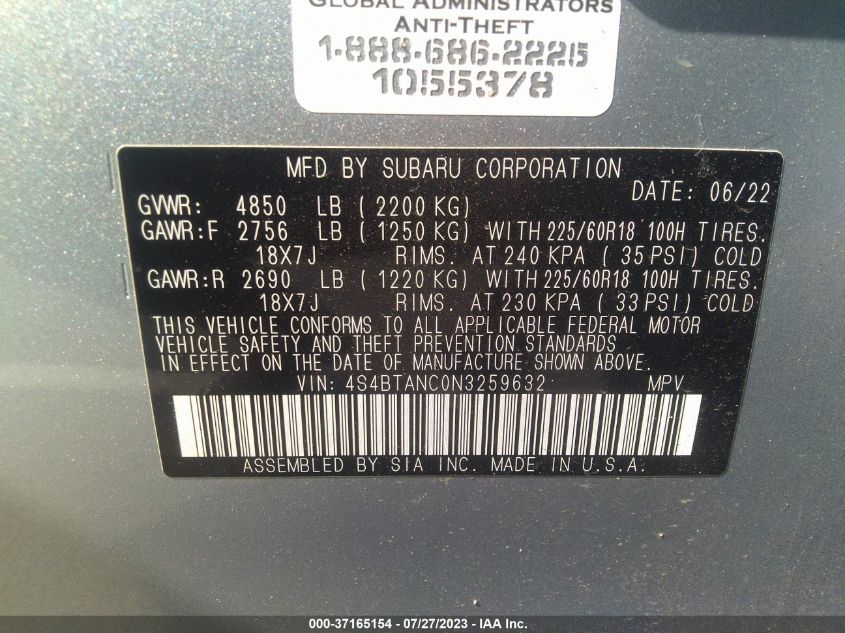 GLOBAL ADMINISTRATORS
ANTI-THEFT
1-888-686-2225
1055378
MFD BY SUBARU CORPORATION
DATE: 06/22
GVWR: 4850 LB ( 2200 KG)
GAWR:F 2756 LB ( 1250 KG) WITH 225/60R18 100H TIRES.
18X7J RIMS. AT 240 KPA ( 35 PSI) COLD
GAWR:R 2690 LB ( 1220 KG) WITH 225/60R18 100H TIRES.
18X7J RIMS. AT 230 KPA ( 33 PSI) COLD
THIS VEHICLE CONFORMS TO ALL APPLICABLE FEDERAL MOTOR
VEHICLE SAFETY AND THEFT PREVENTION STANDARDS
IN EFFECT ON THE DATE OF MANUFACTURE SHOWN ABOVE.
VIN: 4S4BTANC0N3259632 MPV
ASSEMBLED BY SIA INC. MADE IN U.S.A.
000-37165154 / 07/27/2023 - IAA Inc.